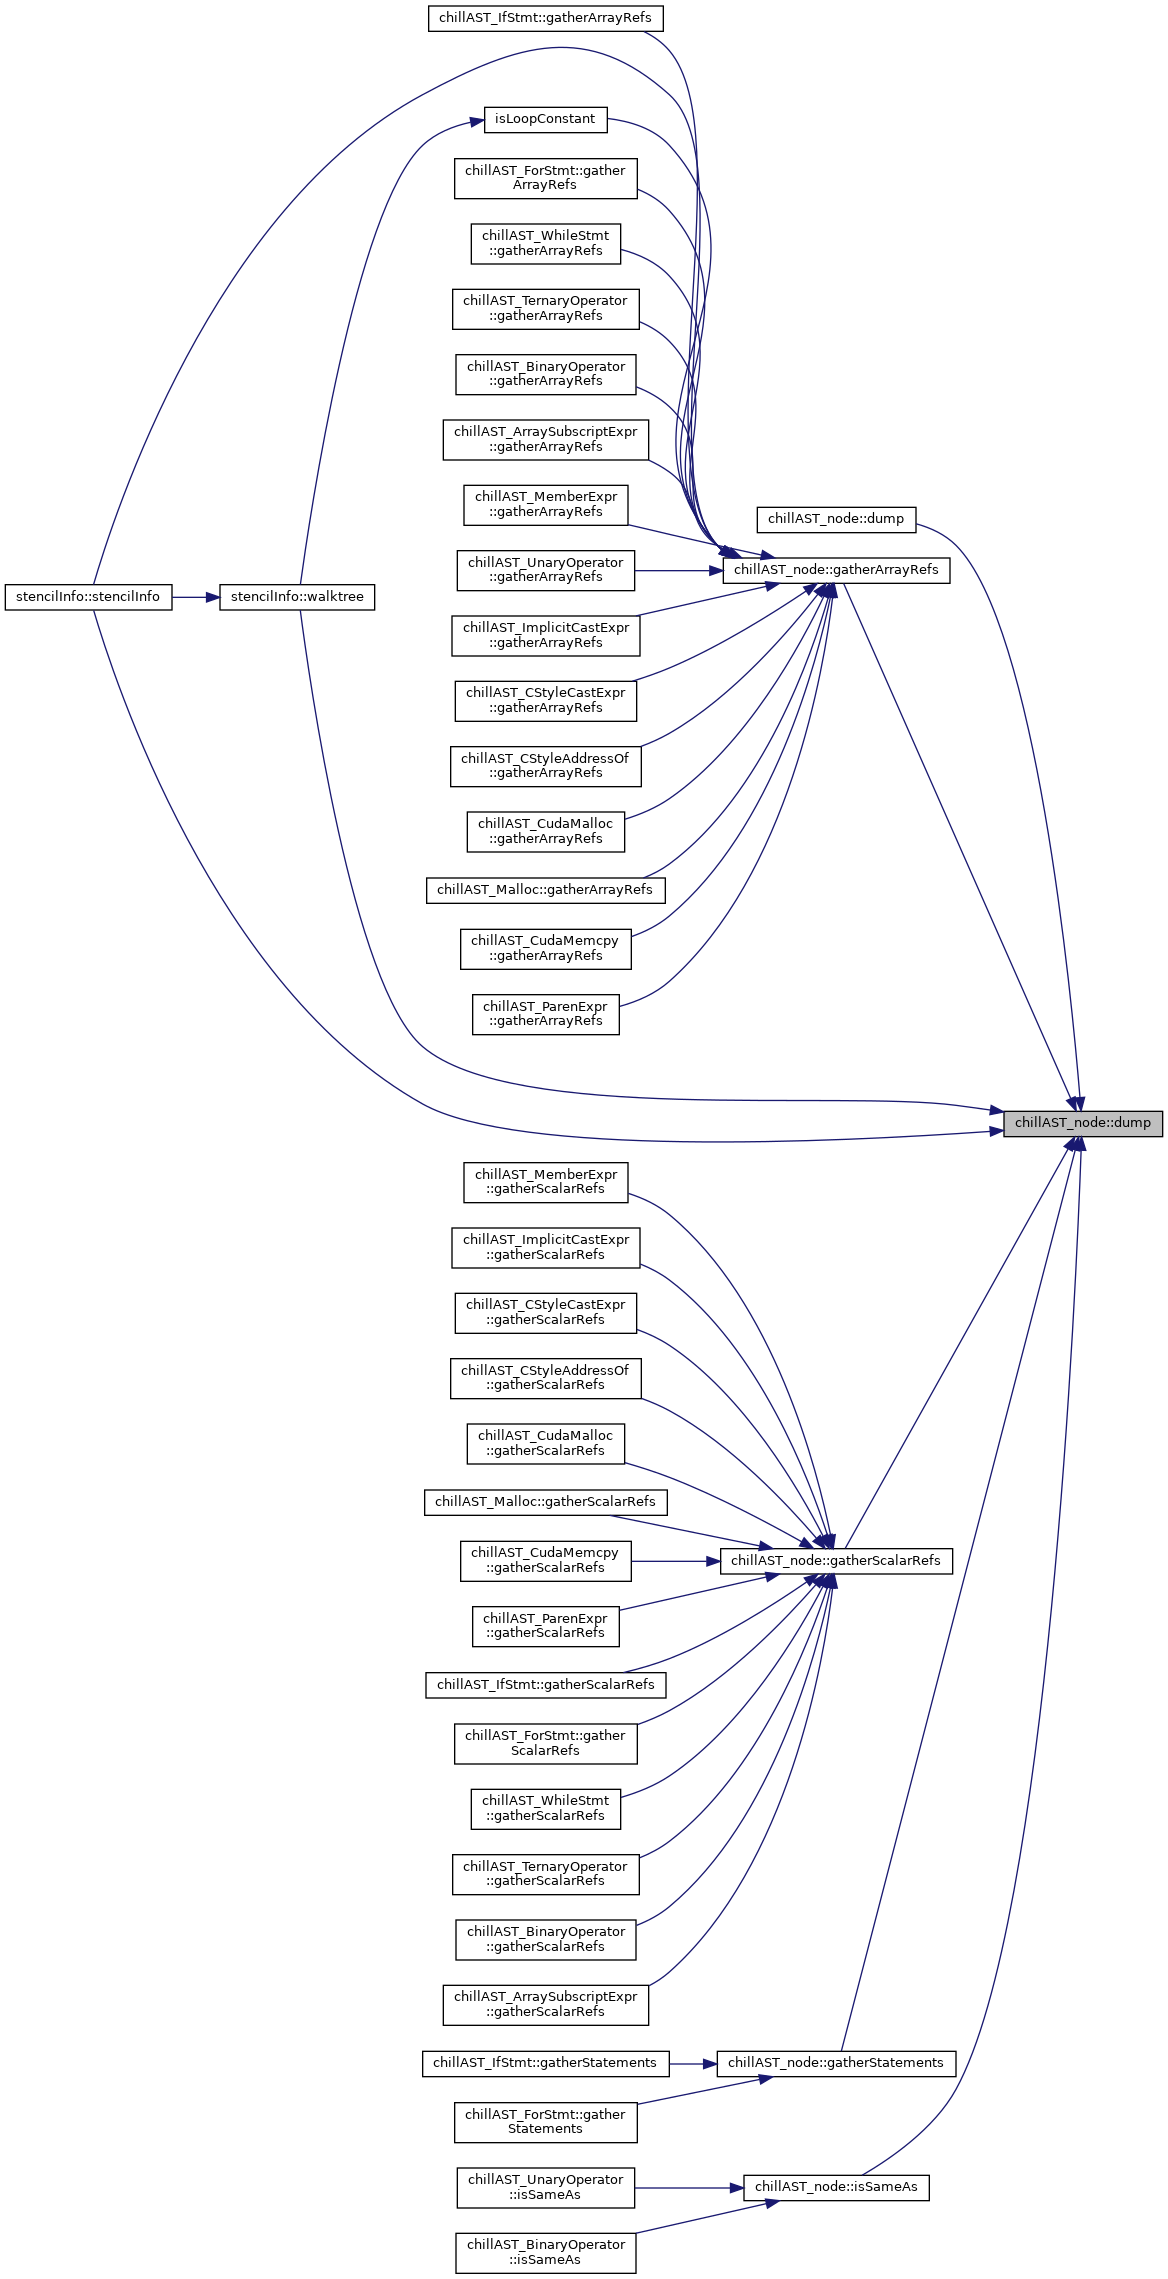 chillAST_IfStmt::gatherArrayRefs
isLoopConstant
chillAST_ForStmt::gather
ArrayRefs
chillAST_WhileStmt
::gatherArrayRefs
chillAST_TernaryOperator
::gatherArrayRefs
chillAST_BinaryOperator
::gatherArrayRefs
chillAST_ArraySubscriptExpr
::gatherArrayRefs
chillAST_MemberExpr
::gatherArrayRefs
chillAST_node::dump
chillAST_UnaryOperator
::gatherArrayRefs
chillAST_node::gatherArrayRefs
stencilInfo::stencilInfo
stencilInfo::walktree
chillAST_ImplicitCastExpr
::gatherArrayRefs
chillAST_CStyleCastExpr
::gatherArrayRefs
chillAST_CStyleAddressOf
::gatherArrayRefs
chillAST_CudaMalloc
::gatherArrayRefs
chillAST_Malloc::gatherArrayRefs
chillAST_CudaMemcpy
::gatherArrayRefs
chillAST_ParenExpr
::gatherArrayRefs
chillAST_node::dump
chillAST_MemberExpr
::gatherScalarRefs
chillAST_ImplicitCastExpr
::gatherScalarRefs
chillAST_CStyleCastExpr
::gatherScalarRefs
chillAST_CStyleAddressOf
::gatherScalarRefs
chillAST_CudaMalloc
::gatherScalarRefs
chillAST_Malloc::gatherScalarRefs
chillAST_CudaMemcpy
::gatherScalarRefs
chillAST_node::gatherScalarRefs
chillAST_ParenExpr
::gatherScalarRefs
chillAST_IfStmt::gatherScalarRefs
chillAST_ForStmt::gather
ScalarRefs
chillAST_WhileStmt
::gatherScalarRefs
chillAST_TernaryOperator
::gatherScalarRefs
chillAST_BinaryOperator
::gatherScalarRefs
chillAST_ArraySubscriptExpr
::gatherScalarRefs
chillAST_IfStmt::gatherStatements
chillAST_node::gatherStatements
chillAST_ForStmt::gather
Statements
chillAST_UnaryOperator
::isSameAs
chillAST_node::isSameAs
chillAST_BinaryOperator
::isSameAs